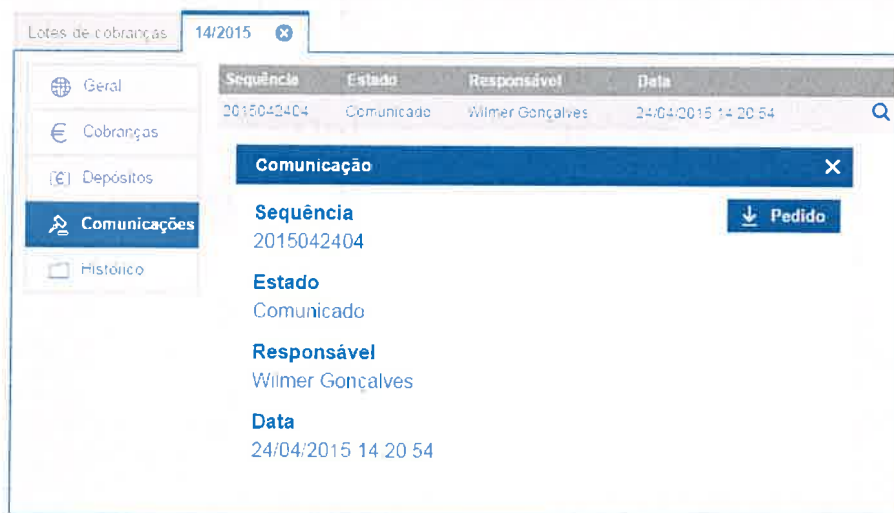 Lotes de cobranças 14/2015
Geral
Cobranças
Depósitos
Comunicações
Histórico
Sequência Estado Responsável Data
2015042404 Comunicado Wilmer Gonçalves 24/04/2015 14 20 54
Comunicação
Pedido
Sequência
2015042404
Estado
Comunicado
Responsável
Wilmer Gonçalves
Data
24/04/2015 14 20 54